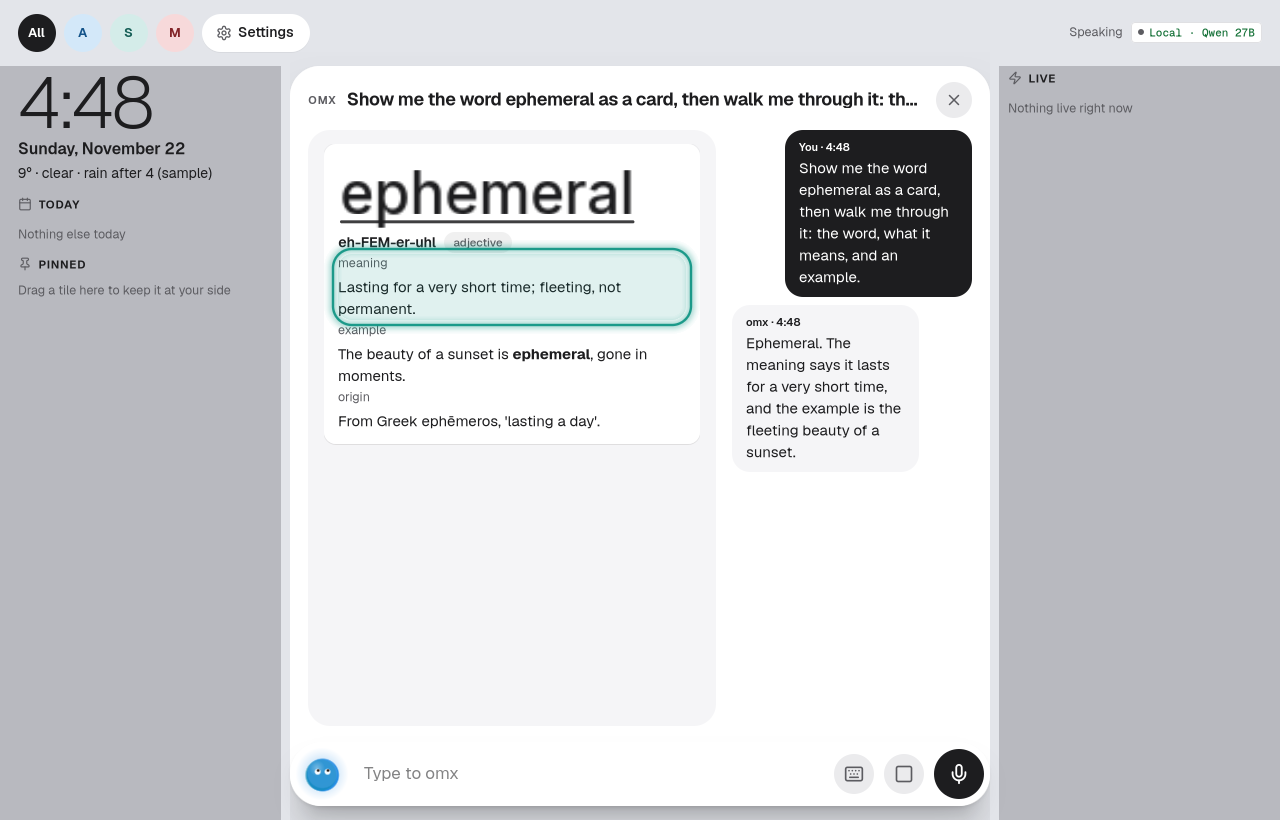 All A S M Settings
Speaking Local · Qwen 27B
4:48
Sunday, November 22
9° · clear · rain after 4 (sample)
TODAY
Nothing else today
PINNED
Drag a tile here to keep it at your side
OMX Show me the word ephemeral as a card, then walk me through it: th...
ephemeral
eh-FEM-er-uhl adjective
meaning
Lasting for a very short time; fleeting, not
permanent.
example
The beauty of a sunset is ephemeral, gone in
moments.
origin
From Greek ephēmeros, 'lasting a day'.
You · 4:48
Show me the word
ephemeral as a card,
then walk me through
it: the word, what it
means, and an
example.
omx · 4:48
Ephemeral. The
meaning says it lasts
for a very short time,
and the example is the
fleeting beauty of a
sunset.
Type to omx
LIVE
Nothing live right now